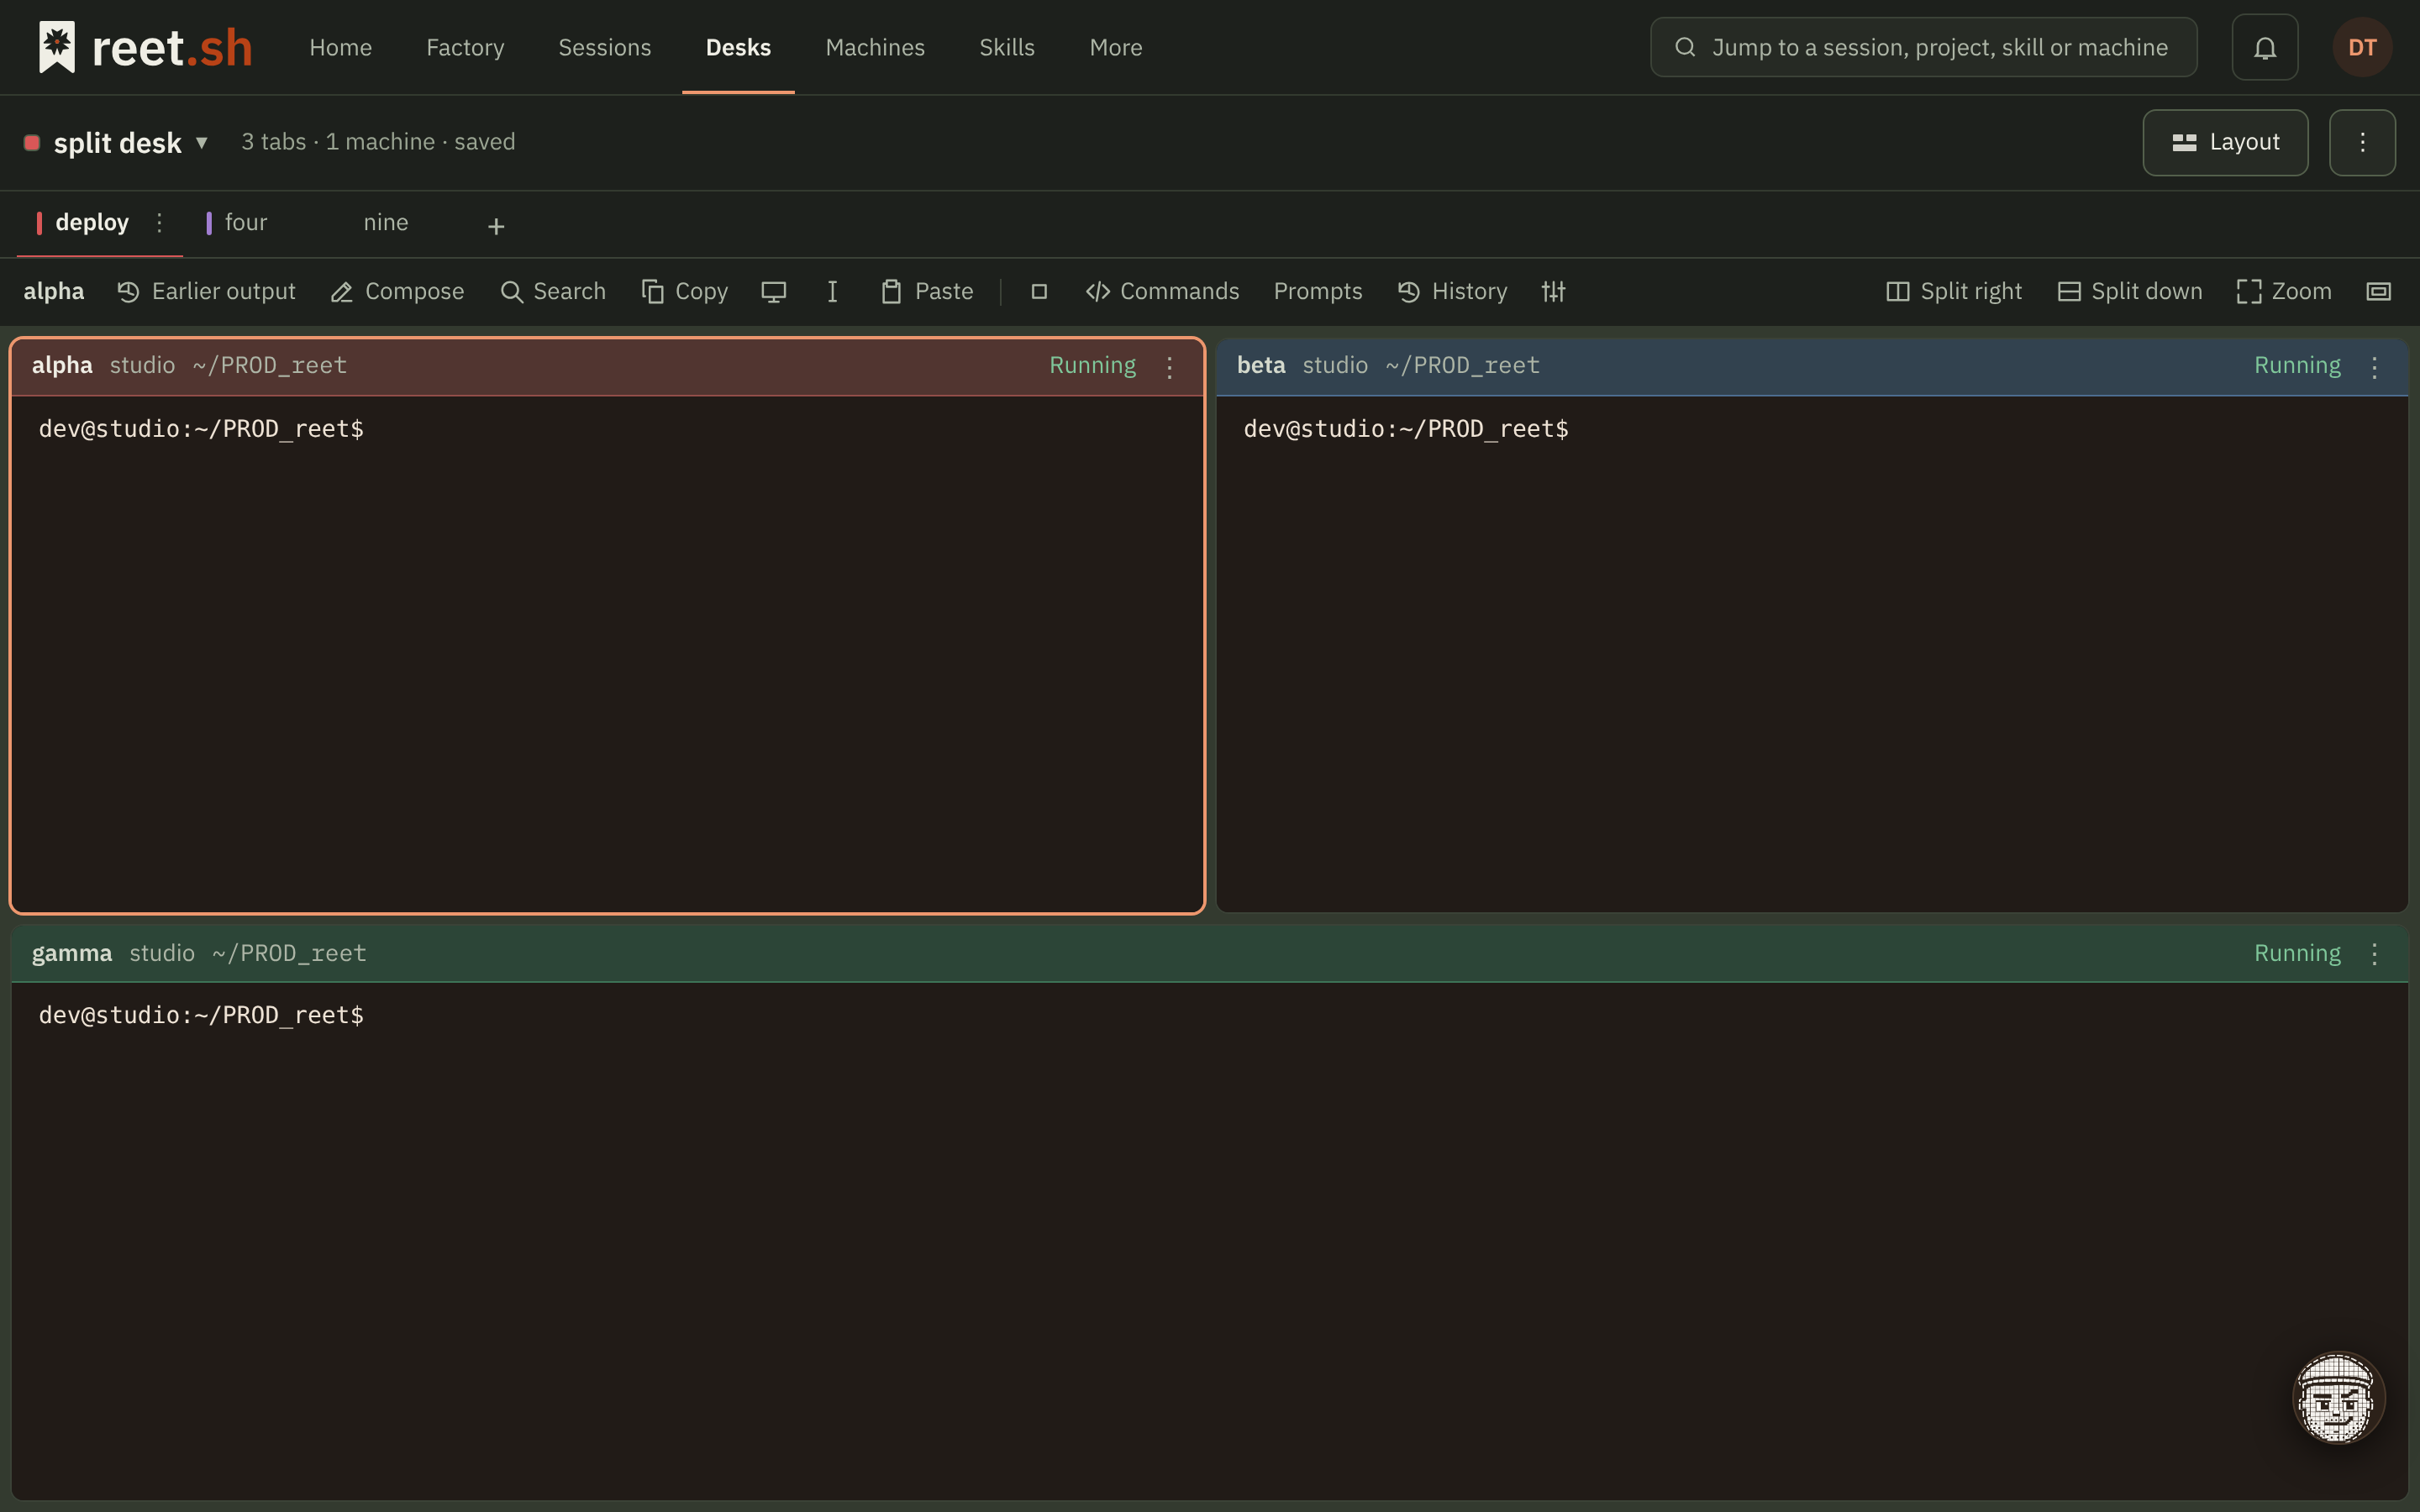 reet.sh Home Factory Sessions Desks Machines Skills More Jump to a session, project, skill or machine DT
split desk ▾ 3 tabs · 1 machine · saved Layout
deploy four nine +
alpha Earlier output Compose Search Copy Paste Commands Prompts History Split right Split down Zoom
alpha studio ~/PROD_reet Running
dev@studio:~/PROD_reet$
beta studio ~/PROD_reet Running
dev@studio:~/PROD_reet$
gamma studio ~/PROD_reet Running
dev@studio:~/PROD_reet$